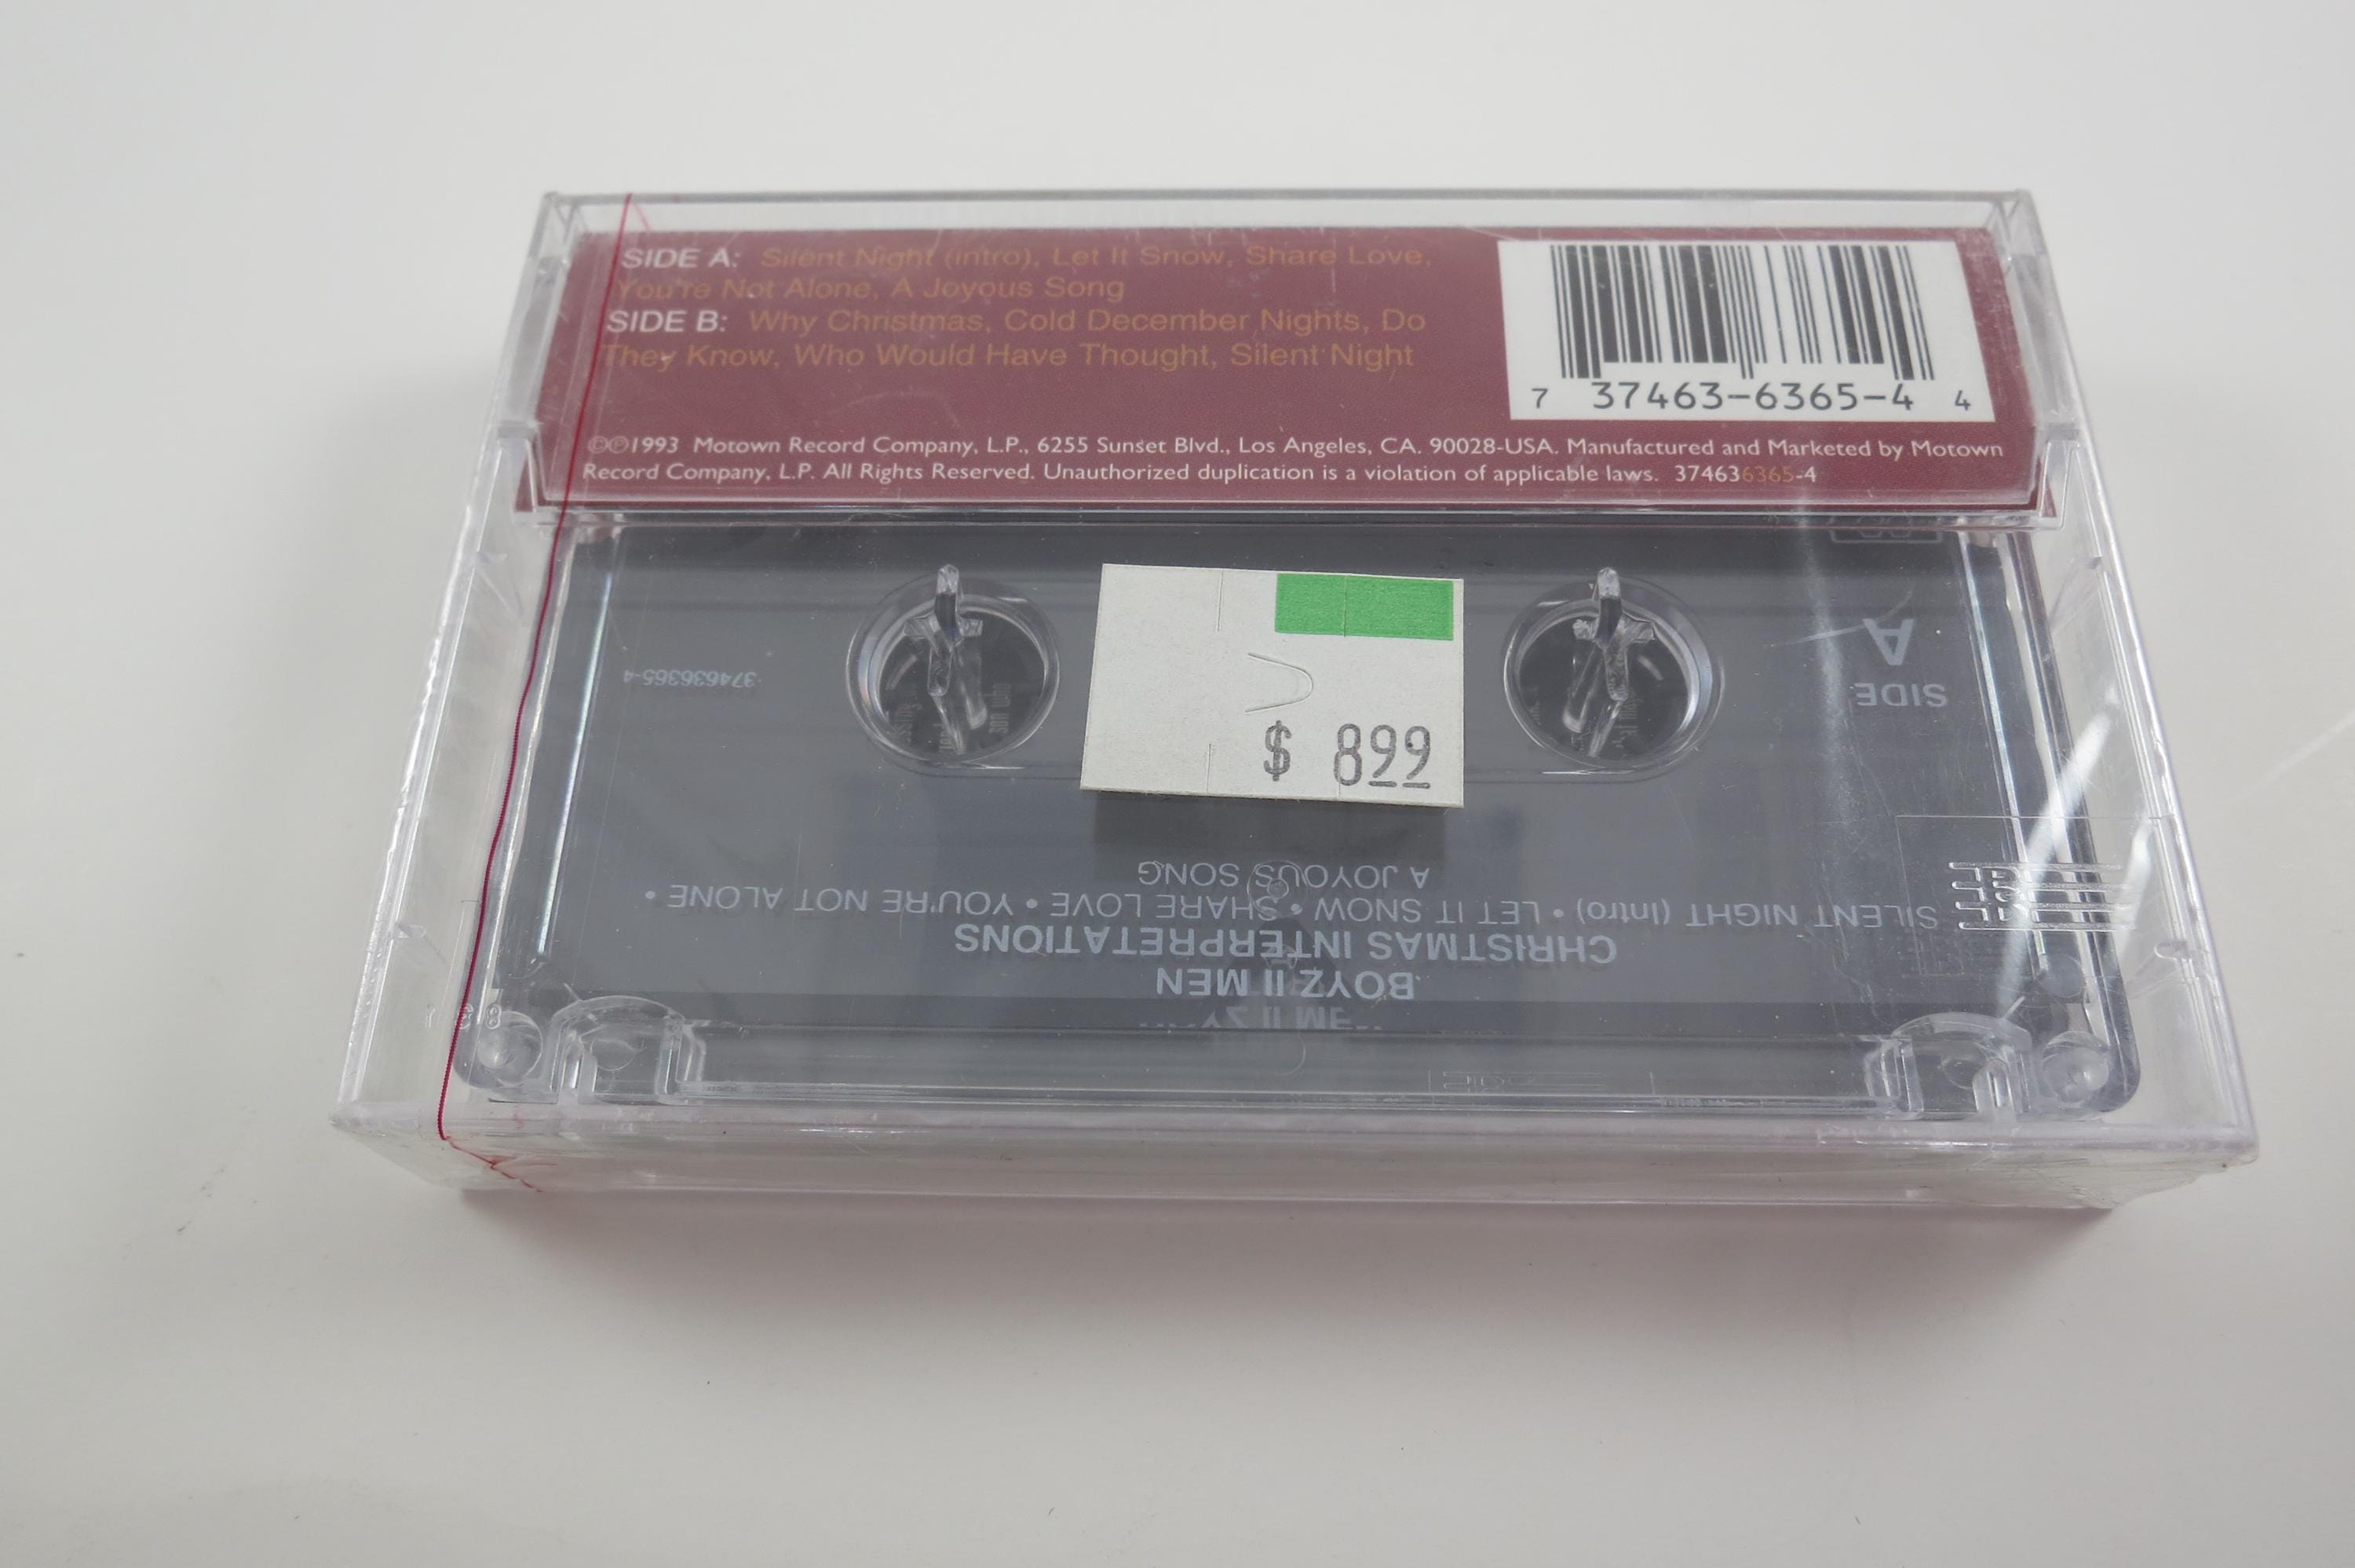 SIDE A: Silent Night (intro), Let It Snow, Share Love,
You're Not Alone, A Joyous Song
SIDE B: Why Christmas, Cold December Nights, Do
They Know, Who Would Have Thought, Silent Night
7 37463-6365-4 4
©℗1993 Motown Record Company, L.P., 6255 Sunset Blvd., Los Angeles, CA. 90028-USA. Manufactured and Marketed by Motown
Record Company, L.P. All Rights Reserved. Unauthorized duplication is a violation of applicable laws. 374636365-4
$ 899
BOYZ II MEN
CHRISTMAS INTERPRETATIONS
SILENT NIGHT (Intro) • LET IT SNOW • SHARE LOVE • YOU'RE NOT ALONE •
A JOYOUS SONG
SIDE
A
374636365-4